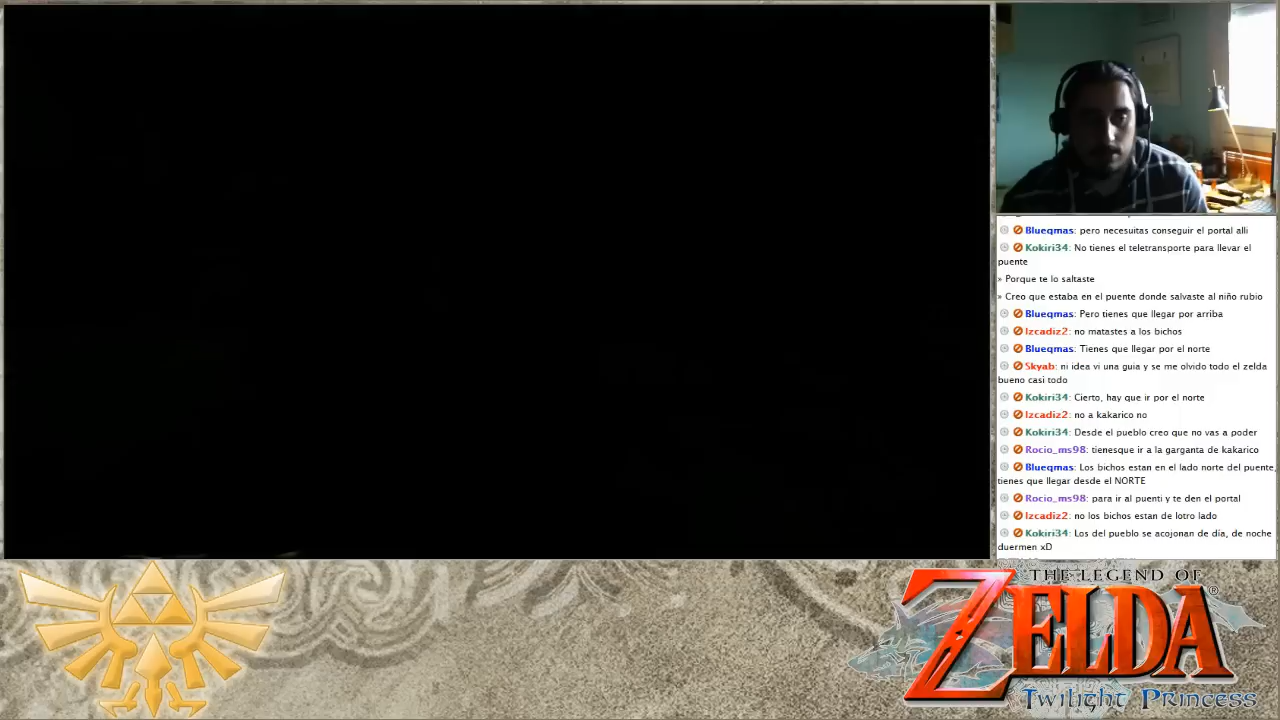 Blueqmas: pero necesitas conseguir el portal alli
Kokiri34: No tienes el teletransporte para llevar el
puente
» Porque te lo saltaste
» Creo que estaba en el puente donde salvaste al niño rubio
Blueqmas: Pero tienes que llegar por arriba
Izcadiz2: no matastes a los bichos
Blueqmas: Tienes que llegar por el norte
Skyab: ni idea vi una guia y se me olvido todo el zelda
bueno casi todo
Kokiri34: Cierto, hay que ir por el norte
Izcadiz2: no a kakarico no
Kokiri34: Desde el pueblo creo que no vas a poder
Rocio_ms98: tienesque ir a la garganta de kakarico
Blueqmas: Los bichos estan en el lado norte del puente,
tienes que llegar desde el NORTE
Rocio_ms98: para ir al puenti y te den el portal
Izcadiz2: no los bichos estan de lotro lado
Kokiri34: Los del pueblo se acojonan de día, de noche
duermen xD
THE LEGEND OF
ZELDA®
Twilight Princess